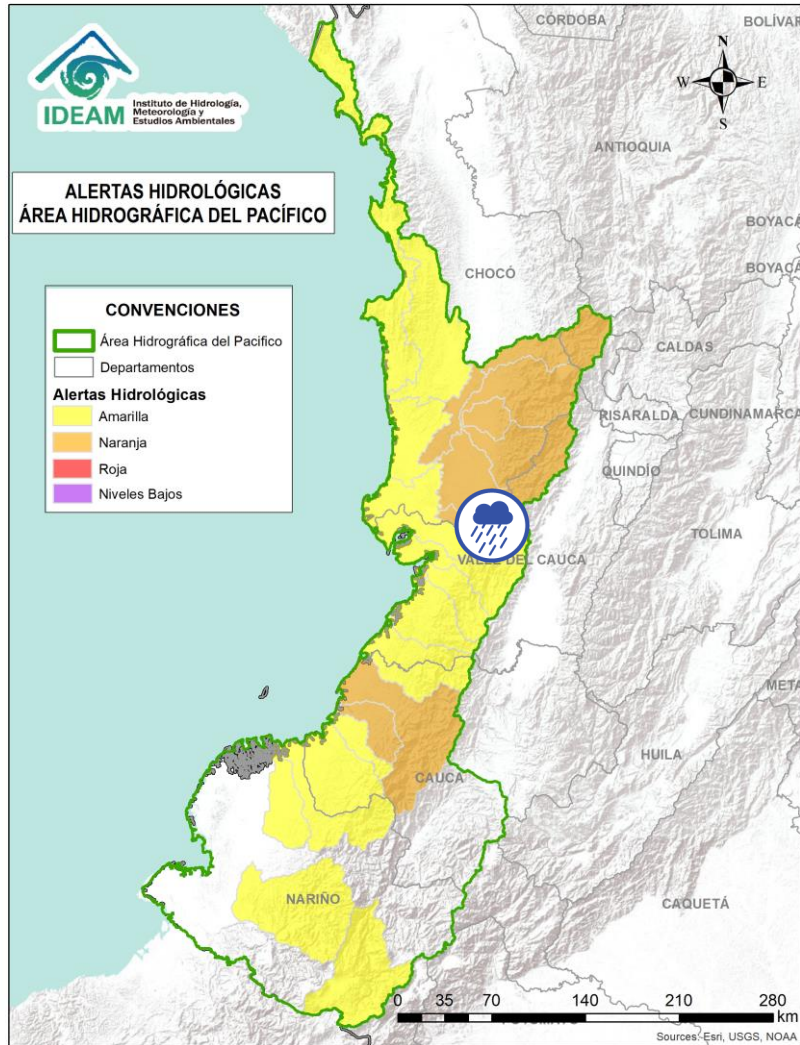 CÓRDOBA
BOLÍVAR
N
W E
S
IDEAM
Instituto de Hidrología,
Meteorología y
Estudios Ambientales
ANTIOQUIA
ALERTAS HIDROLÓGICAS
ÁREA HIDROGRÁFICA DEL PACÍFICO
BOYACÁ
BOYACÁ
CHOCÓ
CONVENCIONES
Área Hidrográfica del Pacifico
Departamentos
Alertas Hidrológicas
Amarilla
Naranja
Roja
Niveles Bajos
CALDAS
RISARALDA
CUNDINAMARCA
QUINDÍO
TOLIMA
VALLE DEL CAUCA
META
HUILA
CAUCA
CAQUETÁ
NARIÑO
0 35 70 140 210 280
km
Sources: Esri, USGS, NOAA